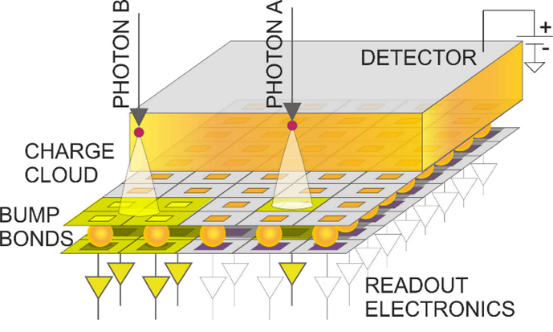 PHOTON B
PHOTON A
DETECTOR
+
-
CHARGE
CLOUD
BUMP
BONDS
READOUT
ELECTRONICS